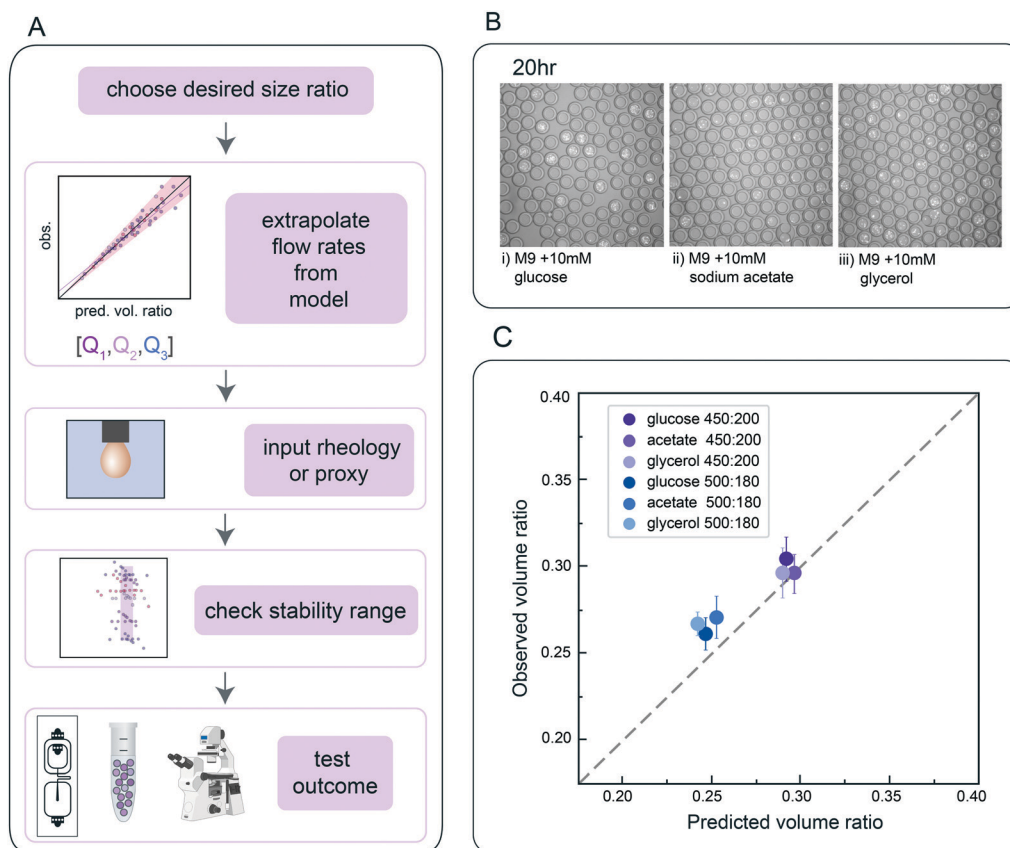 A
choose desired size ratio
obs.
pred. vol. ratio
[Q1,Q2,Q3]
extrapolate
flow rates
from
model
input rheology
or proxy
check stability range
test
outcome
B
20hr
i) M9 +10mM
glucose
ii) M9 +10mM
sodium acetate
iii) M9 +10mM
glycerol
C
Observed volume ratio
0.40
0.35
0.30
0.25
0.20
glucose 450:200
acetate 450:200
glycerol 450:200
glucose 500:180
acetate 500:180
glycerol 500:180
0.20
0.25
0.30
0.40
0.40
Predicted volume ratio